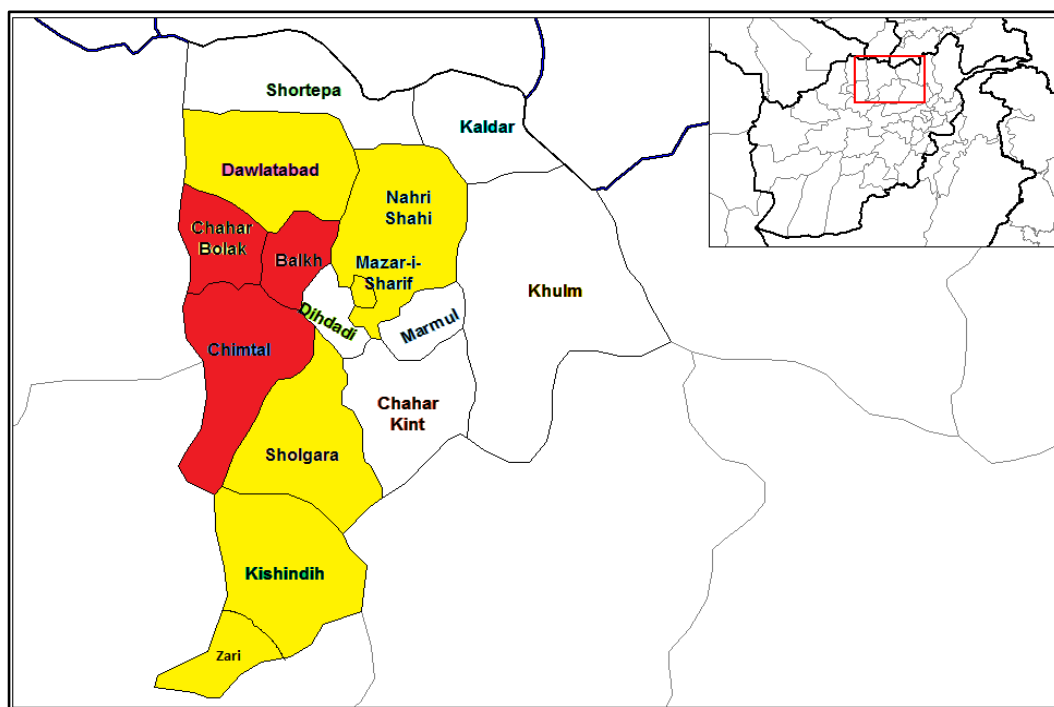 Shortepa
Kaldar
Dawlatabad
Nahri
Shahi
Chahar
Bolak
Balkh
Mazar-i-
Sharif
Khulm
Dihdadi
Marmul
Chimtal
Chahar
Kint
Sholgara
Kishindih
Zari